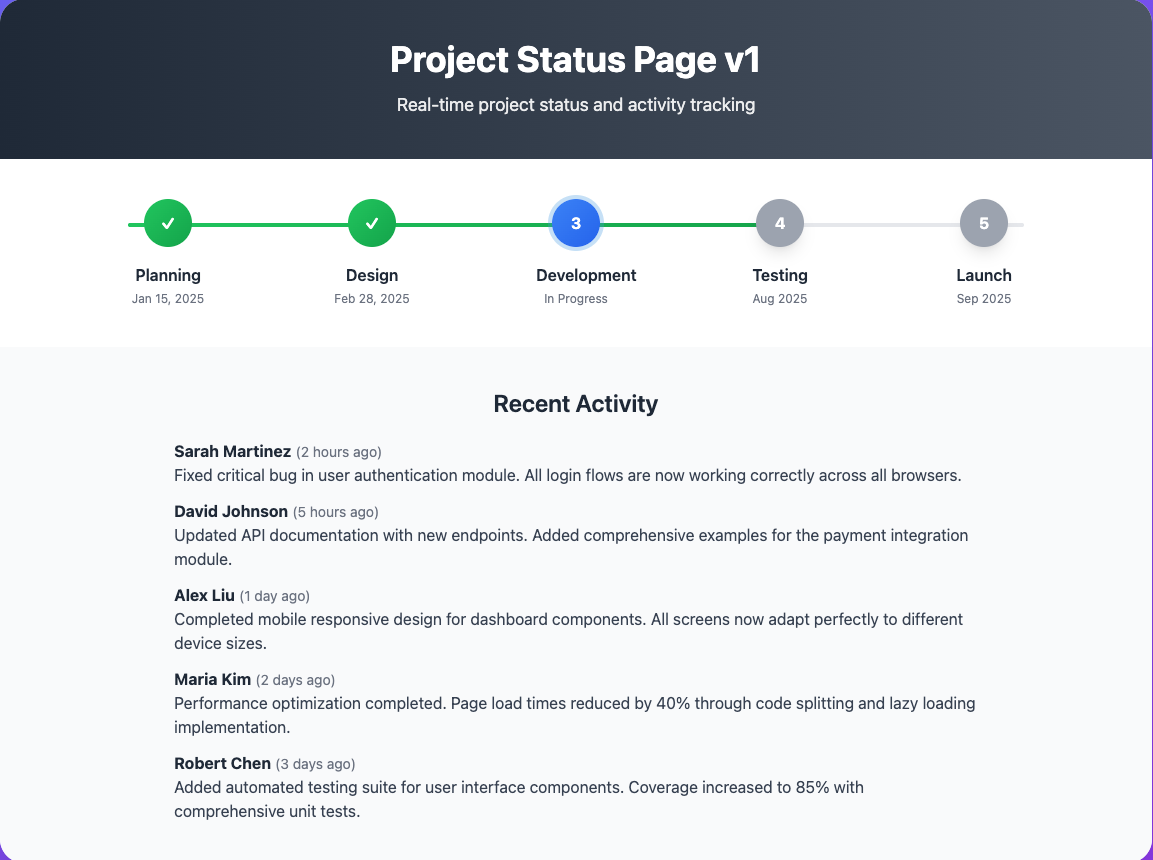 Project Status Page v1
Real-time project status and activity tracking
3
4
5
Planning
Design
Development
Testing
Launch
Jan 15, 2025
Feb 28, 2025
In Progress
Aug 2025
Sep 2025
Recent Activity
Sarah Martinez (2 hours ago)
Fixed critical bug in user authentication module. All login flows are now working correctly across all browsers.
David Johnson (5 hours ago)
Updated API documentation with new endpoints. Added comprehensive examples for the payment integration
module.
Alex Liu (1 day ago)
Completed mobile responsive design for dashboard components. All screens now adapt perfectly to different
device sizes.
Maria Kim (2 days ago)
Performance optimization completed. Page load times reduced by 40% through code splitting and lazy loading
implementation.
Robert Chen (3 days ago)
Added automated testing suite for user interface components. Coverage increased to 85% with
comprehensive unit tests.